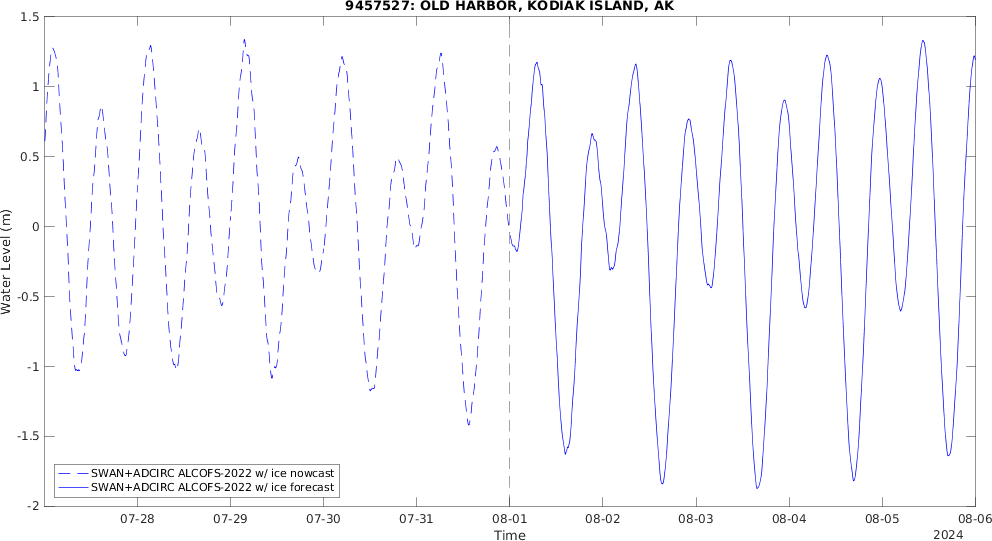 9457527: OLD HARBOR, KODIAK ISLAND, AK
1.5
1
0.5
0
-0.5
-1
-1.5
-2
Water Level (m)
SWAN+ADCIRC ALCOFS-2022 w/ ice nowcast
SWAN+ADCIRC ALCOFS-2022 w/ ice forecast
07-28 07-29 07-30 07-31 08-01 08-02 08-03 08-04 08-05 08-06
Time
2024